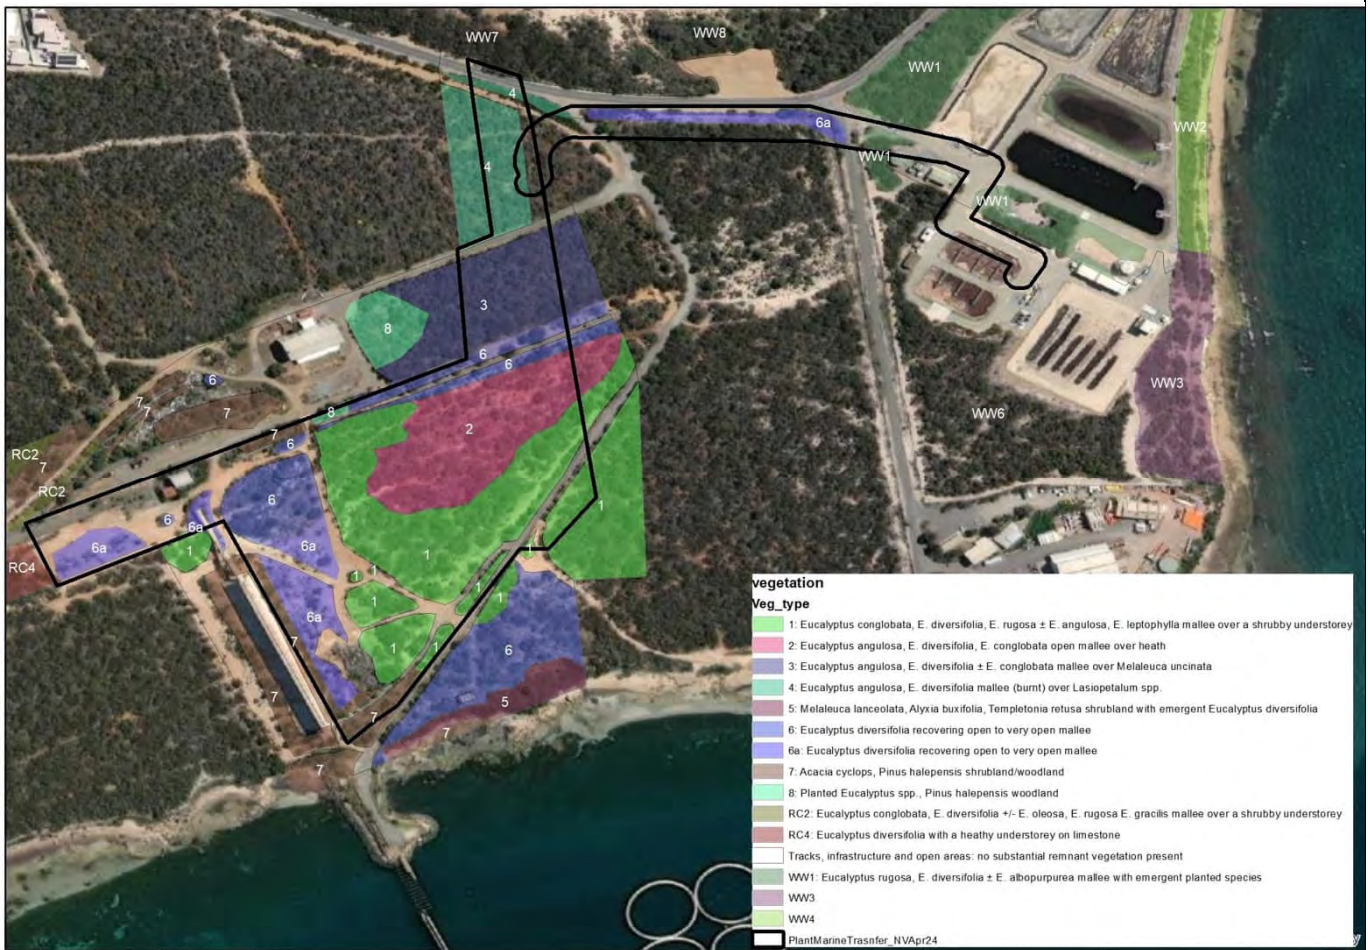 WW7
WW8
WW1
4
6a
WW2
WW1
4
WW1
3
8
6
6
WW3
6
7
7
7
8
2
WW6
7
6
RC2
7
RC2
6
1
6
6a
6a
1
6a
1
1
1
1
RC4
1
1
1
1
6a
7
1
1
6
7
5
7
7
7
vegetation
Veg_type
1: Eucalyptus conglobata, E. diversifolia, E. rugosa ± E. angulosa, E. leptophylla mallee over a shrubby understorey
2: Eucalyptus angulosa, E. diversifolia, E. conglobata open mallee over heath
3: Eucalyptus angulosa, E. diversifolia ± E. conglobata mallee over Melaleuca uncinata
4: Eucalyptus angulosa, E. diversifolia mallee (burnt) over Lasiopetalum spp.
5: Melaleuca lanceolata, Alyxia buxifolia, Templetonia retusa shrubland with emergent Eucalyptus diversifolia
6: Eucalyptus diversifolia recovering open to very open mallee
6a: Eucalyptus diversifolia recovering open to very open mallee
7: Acacia cyclops, Pinus halepensis shrubland/woodland
8: Planted Eucalyptus spp., Pinus halepensis woodland
RC2: Eucalyptus conglobata, E. diversifolia +/- E. oleosa, E. rugosa E. gracilis mallee over a shrubby understorey
RC4: Eucalyptus diversifolia with a heathy understorey on limestone
Tracks, infrastructure and open areas: no substantial remnant vegetation present
WW1: Eucalyptus rugosa, E. diversifolia ± E. albopurpurea mallee with emergent planted species
WW3
WW4
PlantMarineTrasnfer_NVApr24